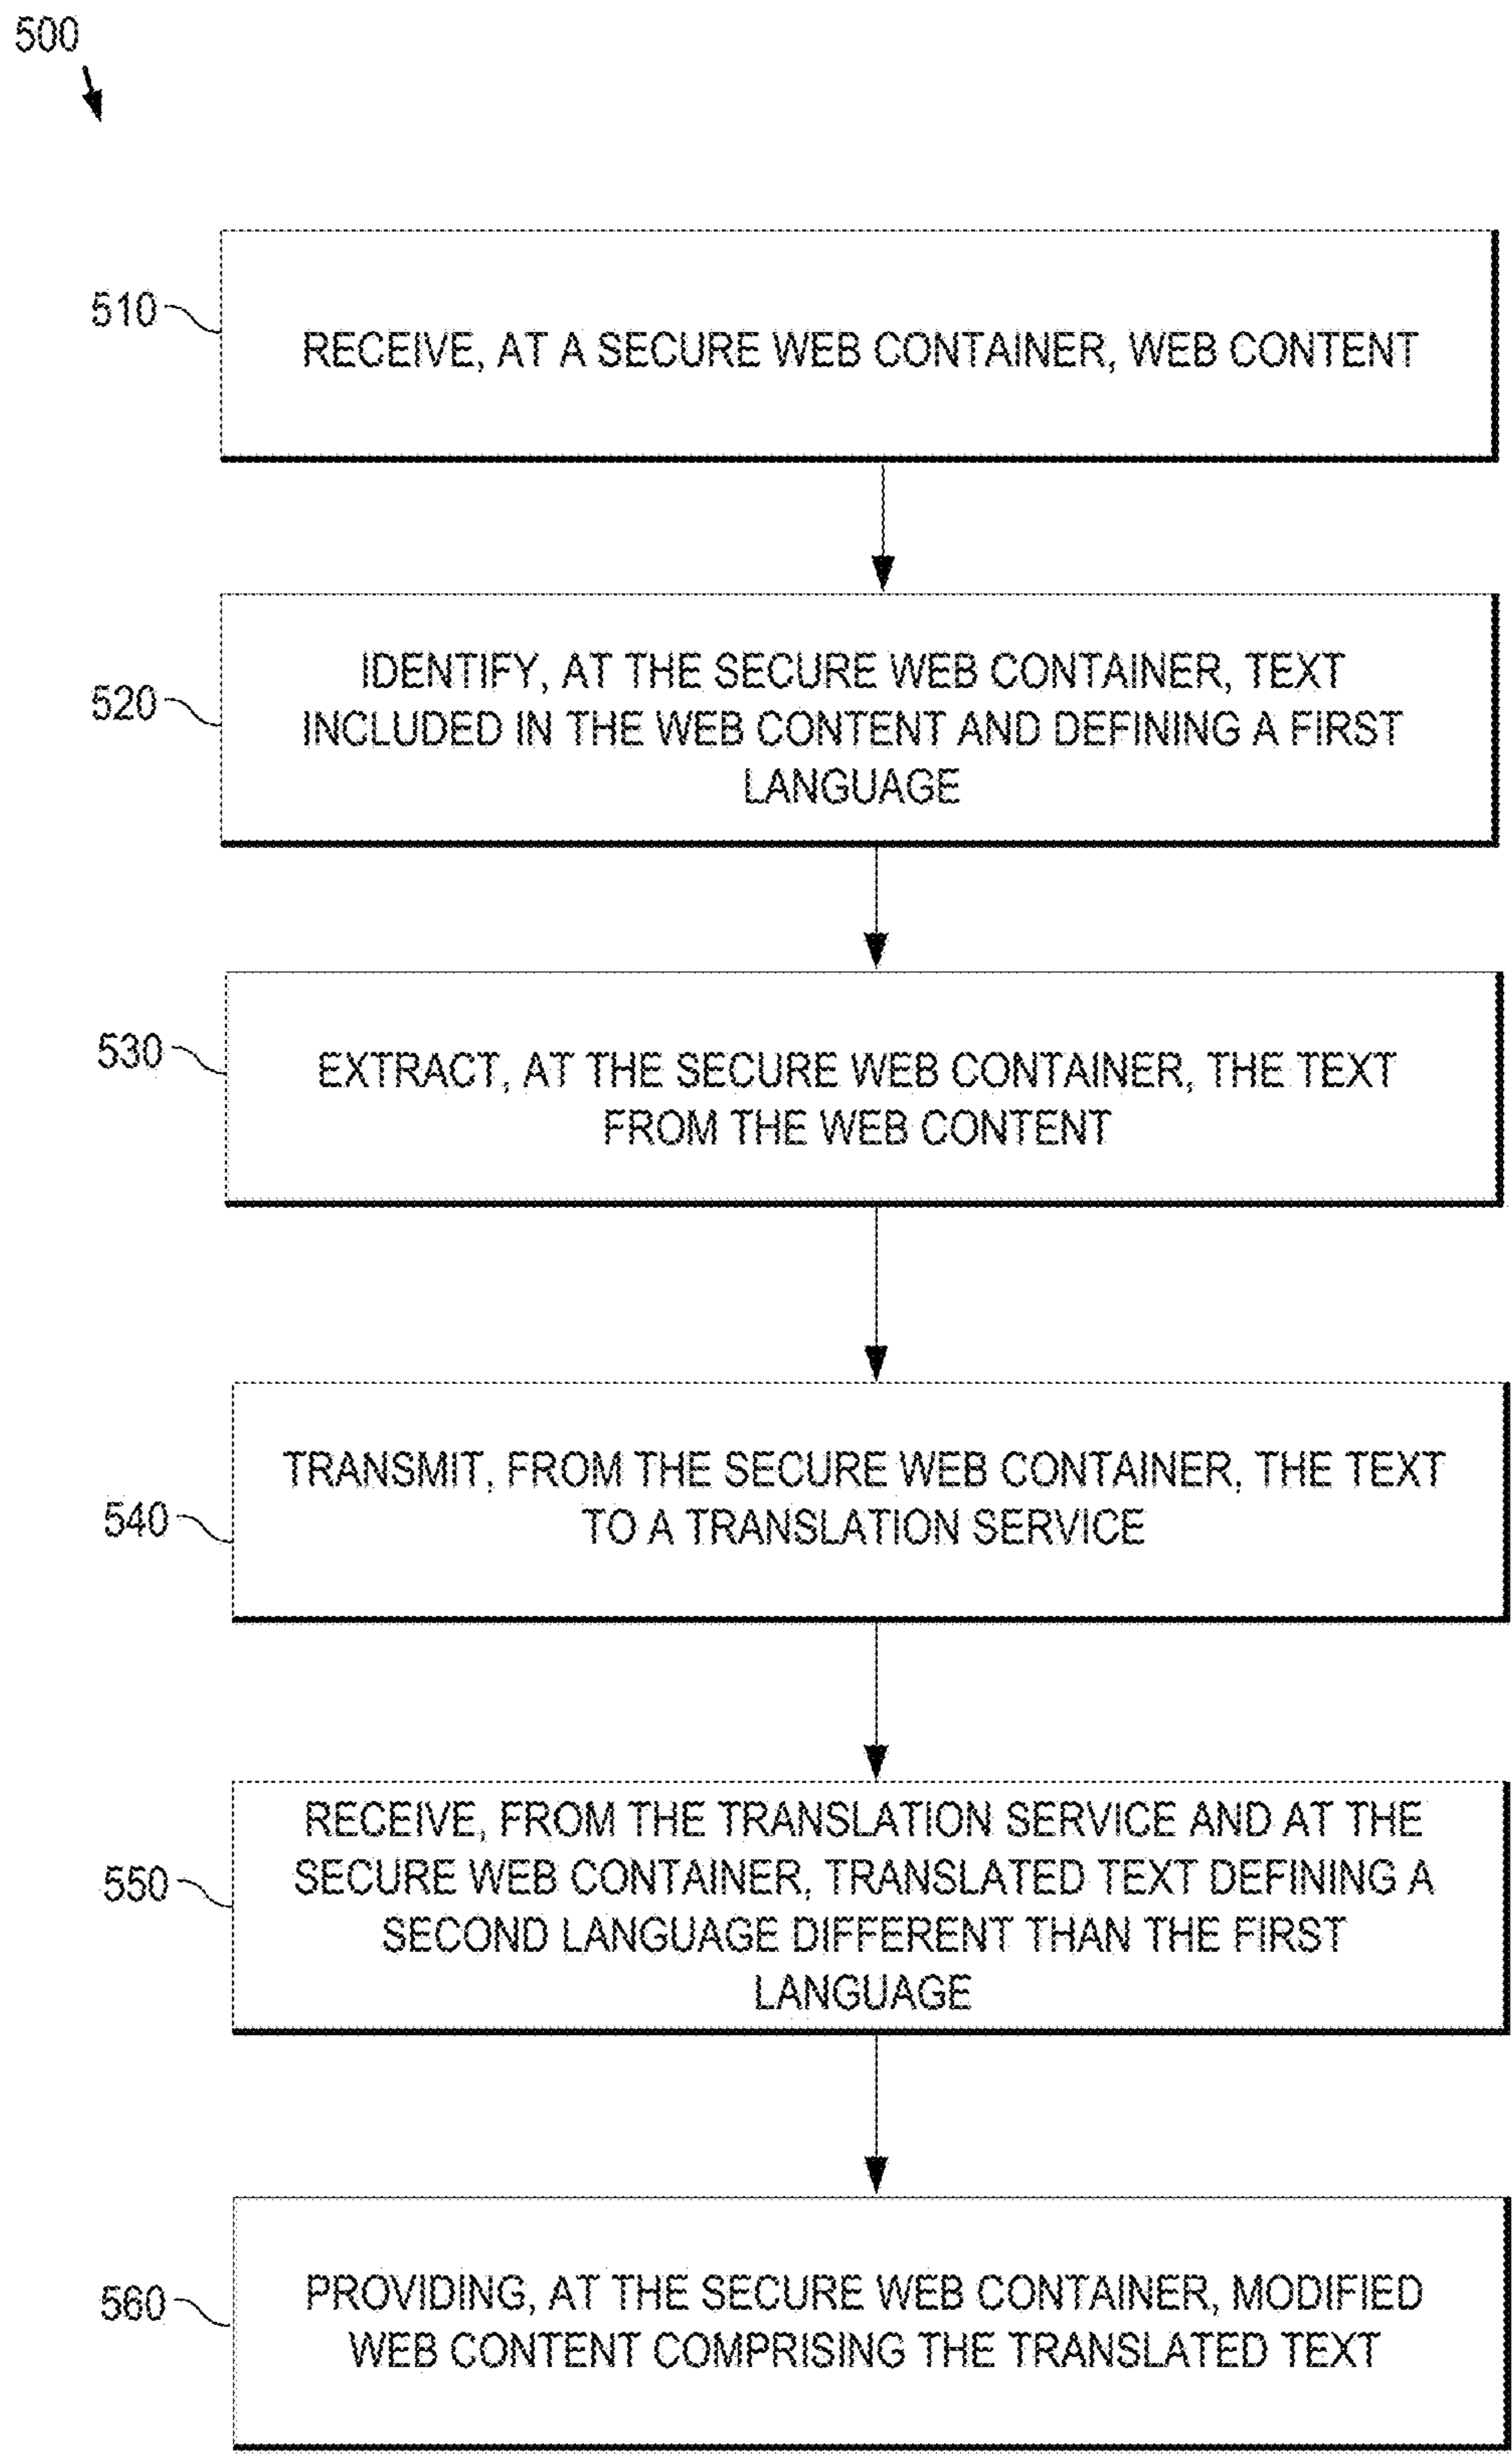 500
510
RECEIVE, AT A SECURE WEB CONTAINER, WEB CONTENT
520
IDENTIFY, AT THE SECURE WEB CONTAINER, TEXT
INCLUDED IN THE WEB CONTENT AND DEFINING A FIRST
LANGUAGE
530
EXTRACT, AT THE SECURE WEB CONTAINER, THE TEXT
FROM THE WEB CONTENT
540
TRANSMIT, FROM THE SECURE WEB CONTAINER, THE TEXT
TO A TRANSLATION SERVICE
550
RECEIVE, FROM THE TRANSLATION SERVICE AND AT THE
SECURE WEB CONTAINER, TRANSLATED TEXT DEFINING A
SECOND LANGUAGE DIFFERENT THAN THE FIRST
LANGUAGE
560
PROVIDING, AT THE SECURE WEB CONTAINER, MODIFIED
WEB CONTENT COMPRISING THE TRANSLATED TEXT